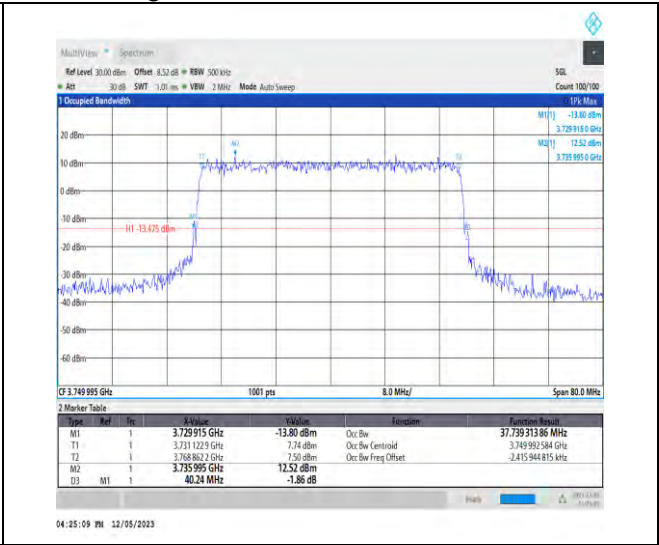 MultiView Spectrum
Ref Level 30.00 dBm Offset 8.52 dB RBW 500 kHz SGL
Att 30 dB SWT 1.01 ms VBW 2 MHz Mode Auto Sweep Count 100/100
1 Occupied Bandwidth 1Pk Max
M1[1] -13.80 dBm
3.729 915 0 GHz
M2[1] 12.52 dBm
3.735 995 0 GHz
20 dBm
M2
T1 T2
10 dBm
0 dBm
-10 dBm
M1
H1 -13.475 dBm
D3
-20 dBm
-30 dBm
-40 dBm
-50 dBm
-60 dBm
CF 3.749 995 GHz 1001 pts 8.0 MHz/ Span 80.0 MHz
2 Marker Table
Type Ref Trc X-Value Y-Value Function Function Result
M1 1 3.729 915 GHz -13.80 dBm Occ Bw 37.739 313 86 MHz
T1 1 3.731 122 9 GHz 7.74 dBm Occ Bw Centroid 3.749 992 584 GHz
T2 1 3.768 862 2 GHz 7.50 dBm Occ Bw Freq Offset -2.415 944 815 kHz
M2 1 3.735 995 GHz 12.52 dBm
D3 M1 1 40.24 MHz -1.86 dB
Ready
04:25:09 PM 12/05/2023